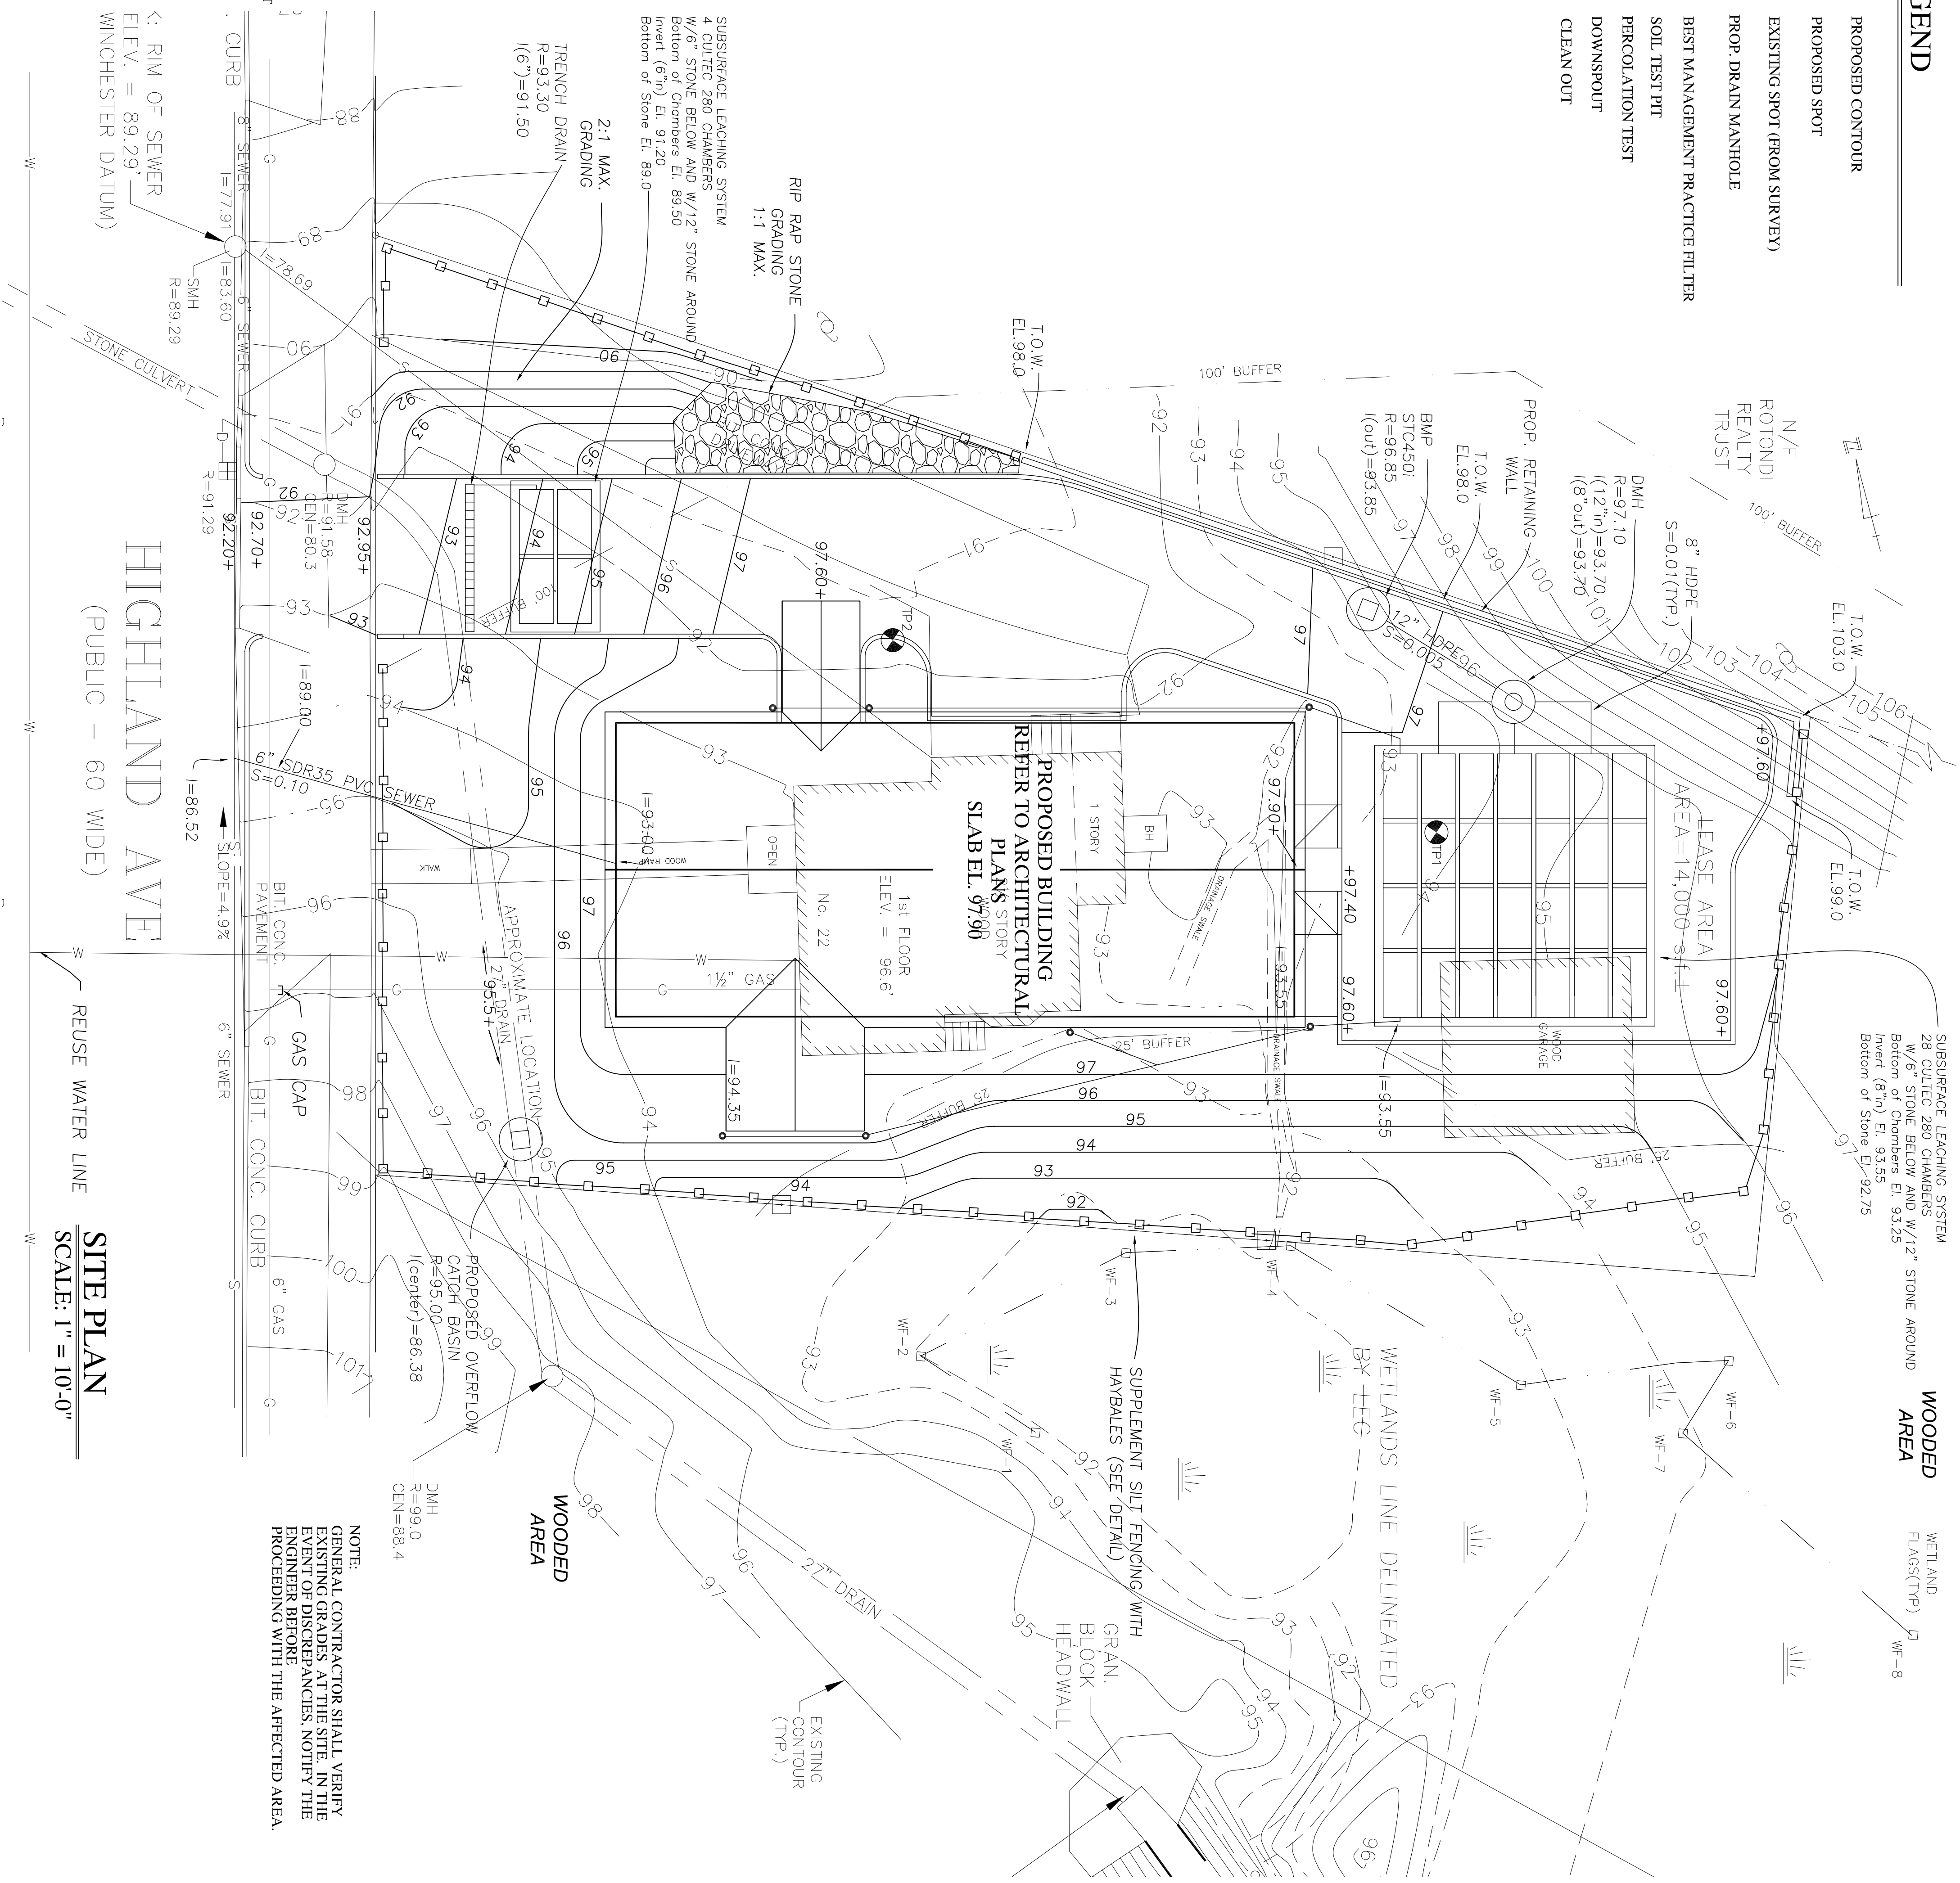 GEND
PROPOSED CONTOUR
PROPOSED SPOT
EXISTING SPOT (FROM SURVEY)
PROP. DRAIN MANHOLE
BEST MANAGEMENT PRACTICE FILTER
SOIL TEST PIT
PERCOLATION TEST
DOWNSPOUT
CLEAN OUT
N/F
ROTONDI
REALTY
TRUST
100' BUFFER
100' BUFFER
T.O.W.
EL.103.0
8" HDPE
S=0.01(TYP.)
DMH
R=97.10
I(12"in)=93.70
I(8"out)=93.70
PROP. RETAINING
WALL
T.O.W.
EL.98.0
BMP
STC450i
R=96.85
I(out)=93.85
12" HDPE
S=0.005
T.O.W.
EL.98.0
RIP RAP STONE
GRADING
1:1 MAX.
SUBSURFACE LEACHING SYSTEM
4 CULTEC 280 CHAMBERS
W/6" STONE BELOW AND W/12" STONE AROUND
Bottom of Chambers El. 89.50
Invert (6"in) El. 91.20
Bottom of Stone El. 89.0
2:1 MAX.
GRADING
TRENCH DRAIN
R=93.30
I(6")=91.50
RIM OF SEWER
ELEV. = 89.29'
WINCHESTER DATUM)
CURB
8" SEWER
6" SEWER
I=77.91
I=83.60
I=78.69
SMH
R=89.29
STONE CULVERT
R=91.29
DMH
R=91.58
CEN=80.3
92.20+
92.70+
92.95+
HIGHLAND AVE
(PUBLIC – 60 WIDE)
I=89.00
6" SDR35 PVC SEWER
S=0.10
I=86.52
SLOPE=4.9%
BIT. CONC.
PAVEMENT
WALK
WOOD RAMP
GAS CAP
6" SEWER
BIT. CONC. CURB
6" GAS
REUSE WATER LINE
SITE PLAN
SCALE: 1" = 10'-0"
97.60+
TP2
100' BUFFER
I=93.00
OPEN
No. 22
1st FLOOR
ELEV. = 96.6'
STORY
WOOD
PROPOSED BUILDING
REFER TO ARCHITECTURAL
PLANS
SLAB EL. 97.90
1 STORY
BH
DRAINAGE SWALE
DRAINAGE SWALE
97.90+
+97.40
97.60+
I=93.55
I=93.55
I=94.35
1½" GAS
APPROXIMATE LOCATION
27" DRAIN
95.5+
25' BUFFER
25' BUFFER
25' BUFFER
TP1
LEASE AREA
AREA=14,000 s.f.±
+97.60
97.60+
WOOD
GARAGE
T.O.W.
EL.99.0
SUBSURFACE LEACHING SYSTEM
28 CULTEC 280 CHAMBERS
W/6" STONE BELOW AND W/12" STONE AROUND
Bottom of Chambers El. 93.25
Invert (8"in) El. 93.55
Bottom of Stone El. 92.75
WOODED
AREA
PROPOSED OVERFLOW
CATCH BASIN
R=95.00
I(center)=86.38
DMH
R=99.0
CEN=88.4
WOODED
AREA
27" DRAIN
SUPPLEMENT SILT FENCING WITH
HAYBALES (SEE DETAIL)
WETLANDS LINE DELINEATED
BY LEC
WF-1
WF-2
WF-3
WF-4
WF-5
WF-6
WF-7
WF-8
WETLAND
FLAGS(TYP)
GRAN.
BLOCK
HEADWALL
EXISTING
CONTOUR
(TYP.)
NOTE:
GENERAL CONTRACTOR SHALL VERIFY
EXISTING GRADES AT THE SITE. IN THE
EVENT OF DISCREPANCIES, NOTIFY THE
ENGINEER BEFORE
PROCEEDING WITH THE AFFECTED AREA.